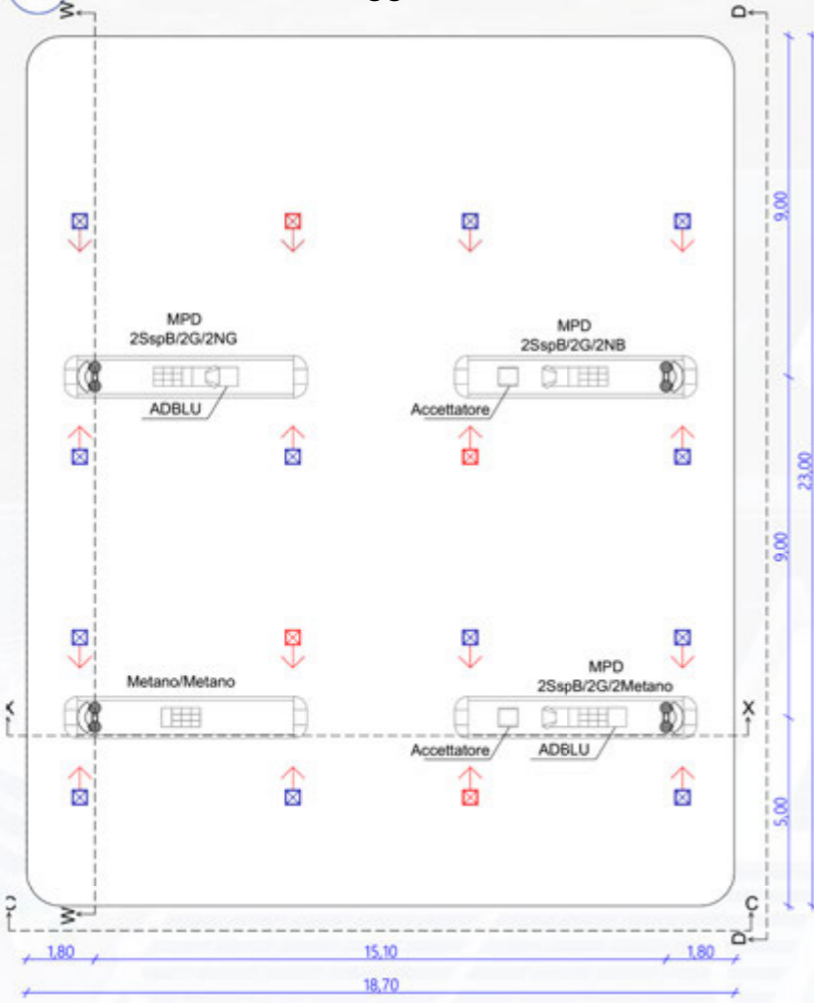 W
D
9,00
MPD
2SspB/2G/2NG
MPD
2SspB/2G/2NB
ADBLU
Accettatore
23,00
9,00
Metano/Metano
MPD
2SspB/2G/2Metano
X
X
Accettatore
ADBLU
5,00
C
W
D
1,80
15,10
1,80
18,70